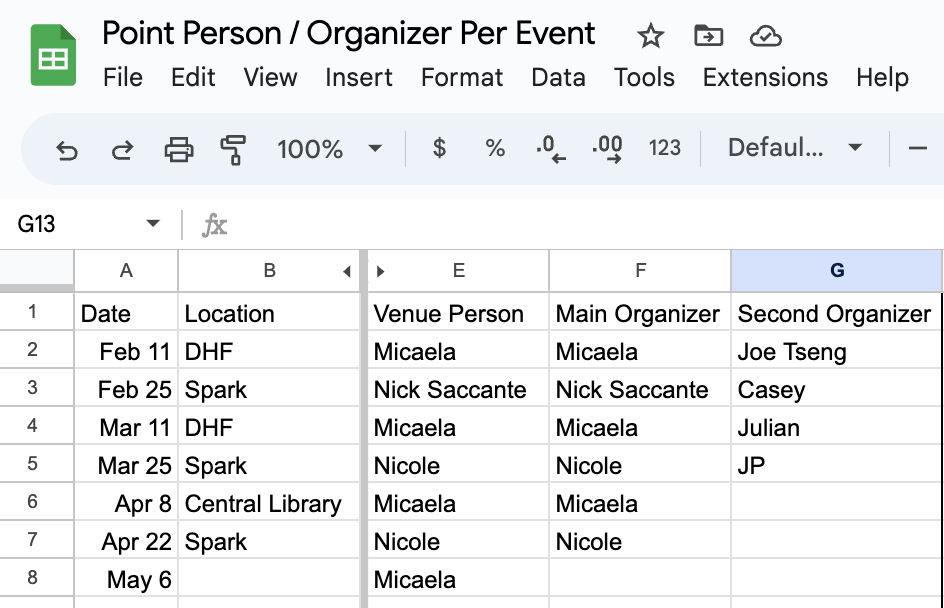 Point Person / Organizer Per Event
File Edit View Insert Format Data Tools Extensions Help
100% $ % .0 .00 123 Defaul...
G13 fx
A B E F G
1 Date Location Venue Person Main Organizer Second Organizer
2 Feb 11 DHF Micaela Micaela Joe Tseng
3 Feb 25 Spark Nick Saccante Nick Saccante Casey
4 Mar 11 DHF Micaela Micaela Julian
5 Mar 25 Spark Nicole Nicole JP
6 Apr 8 Central Library Micaela Micaela
7 Apr 22 Spark Nicole Nicole
8 May 6 Micaela